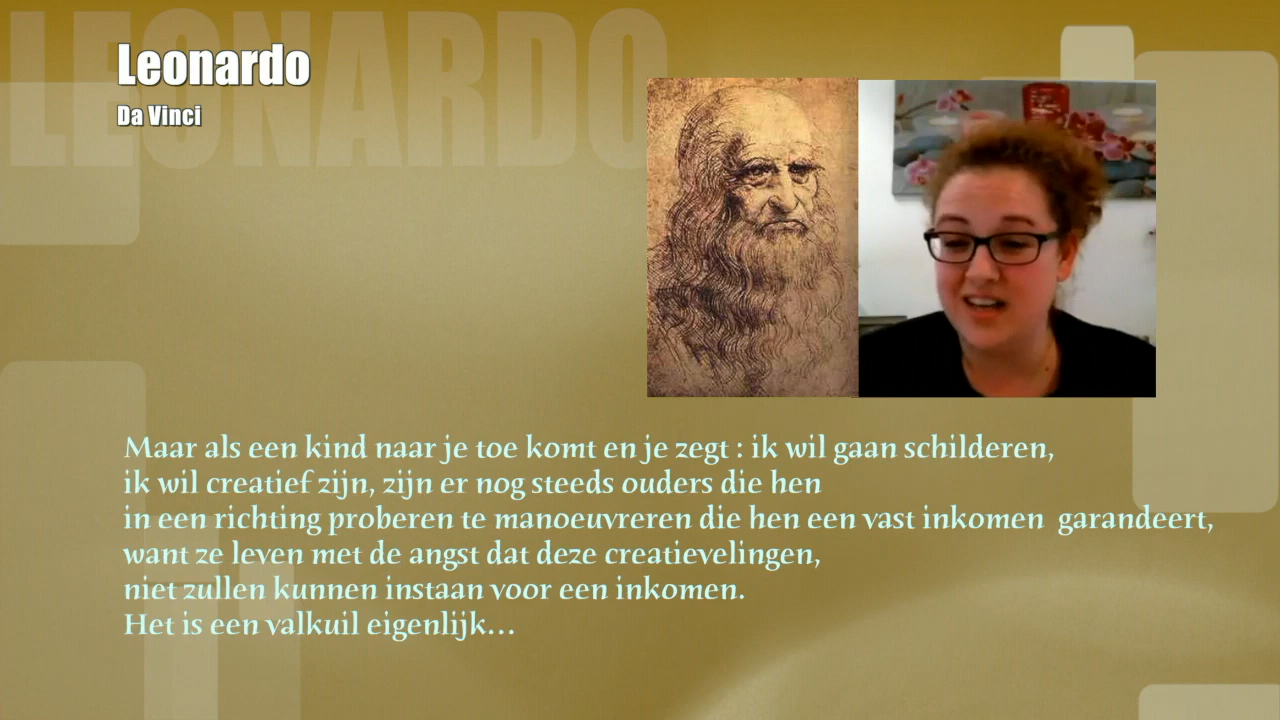 LEONARDO
Leonardo
Da Vinci
Maar als een kind naar je toe komt en je zegt : ik wil gaan schilderen,
ik wil creatief zijn, zijn er nog steeds ouders die hen
in een richting proberen te manoeuvreren die hen een vast inkomen garandeert,
want ze leven met de angst dat deze creatievelingen,
niet zullen kunnen instaan voor een inkomen.
Het is een valkuil eigenlijk...